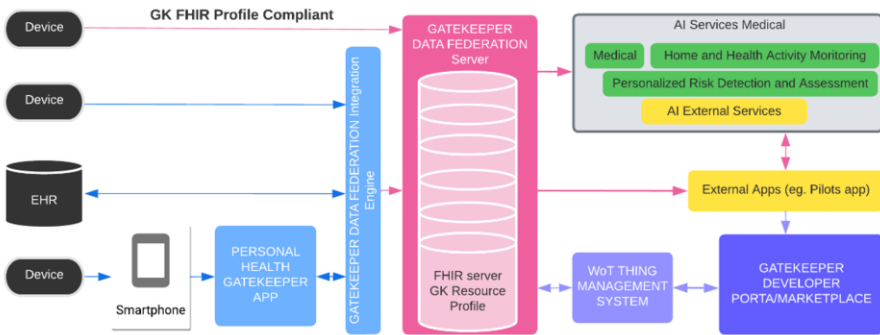 Device
GK FHIR Profile Compliant
Device
EHR
Device
Smartphone
PERSONAL
HEALTH
GATEKEEPER
APP
GATEKEEPER DATA FEDERATION Integration
Engine
GATEKEEPER
DATA FEDERATION
Server
FHIR server
GK Resource
Profile
AI Services Medical
Medical
Home and Health Activity Moritoring
Personalized Risk Detection and Assessment
AI External Services
External Apps (eg. Pilots app)
WoT THING
MANAGEMENT
SYSTEM
GATEKEEPER
DEVELOPER
PORTA/MARKETPLACE